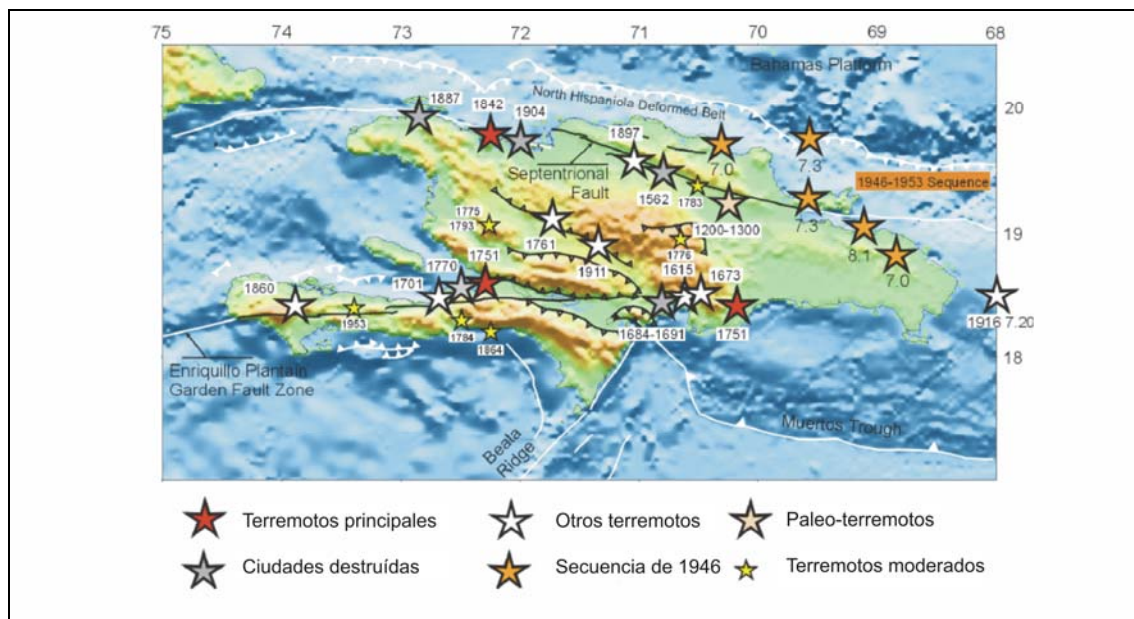 75 74 73 72 71 70 69 68
Bahamas Platform
20
1887
1842
1904
North Hispaniola Deformed Belt
1897
7.0
7.3
Septentrional
Fault
1946-1953 Sequence
1562
1783
1200-1300
7.3
19
1775
1793
1761
1911
1776
8.1
7.0
1770
1751
1615
1673
1860
1701
1953
1784
1864
1684-1691
1751
1916 7.20
18
Enriquillo Plantain
Garden Fault Zone
Beata
Ridge
Muertos Trough
Terremotos principales
Otros terremotos
Paleo-terremotos
Ciudades destruídas
Secuencia de 1946
Terremotos moderados